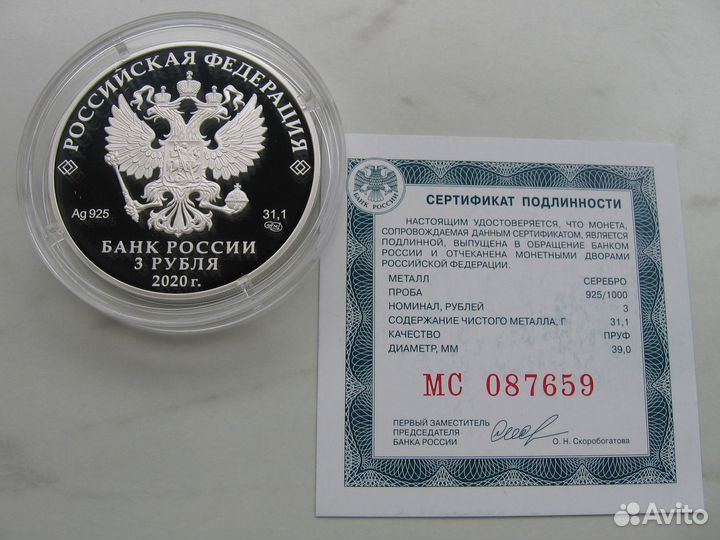 РОССИЙСКАЯ ФЕДЕРАЦИЯ
Ag 925 31,1
БАНК РОССИИ
3 РУБЛЯ
2020 г.
БАНК РОССИИ
СЕРТИФИКАТ ПОДЛИННОСТИ
НАСТОЯЩИМ УДОСТОВЕРЯЕТСЯ, ЧТО МОНЕТА,
СОПРОВОЖДАЕМАЯ ДАННЫМ СЕРТИФИКАТОМ, ЯВЛЯЕТСЯ
ПОДЛИННОЙ, ВЫПУЩЕНА В ОБРАЩЕНИЕ БАНКОМ
РОССИИ И ОТЧЕКАНЕНА МОНЕТНЫМИ ДВОРАМИ
РОССИЙСКОЙ ФЕДЕРАЦИИ.
МЕТАЛЛ СЕРЕБРО
ПРОБА 925/1000
НОМИНАЛ, РУБЛЕЙ 3
СОДЕРЖАНИЕ ЧИСТОГО МЕТАЛЛА, Г 31,1
КАЧЕСТВО ПРУФ
ДИАМЕТР, ММ 39,0
МС 087659
ПЕРВЫЙ ЗАМЕСТИТЕЛЬ
ПРЕДСЕДАТЕЛЯ
БАНКА РОССИИ
О. Н. Скоробогатова
Avito